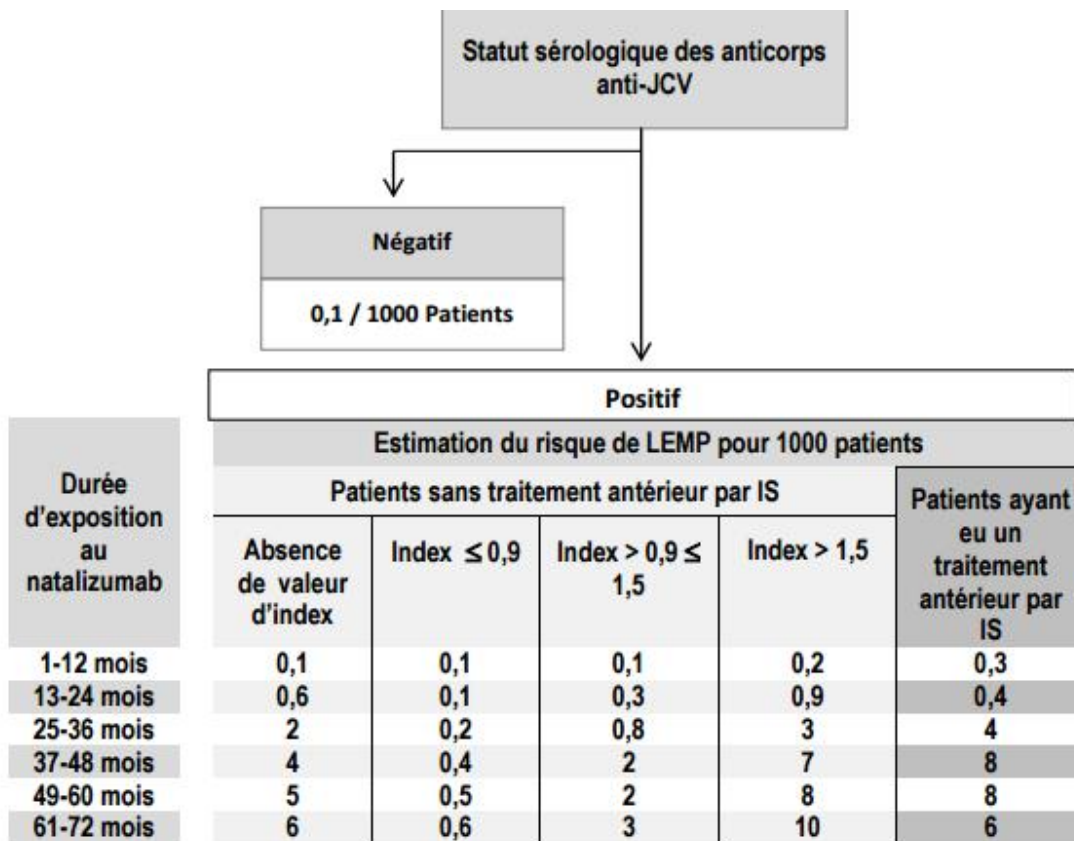 Statut sérologique des anticorps
anti-JCV
Négatif
0,1 / 1000 Patients
Positif
Estimation du risque de LEMP pour 1000 patients
Durée
d'exposition
au
natalizumab
Patients sans traitement antérieur par IS
Patients ayant
eu un
traitement
antérieur par
IS
Absence
de valeur
d'index
Index ≤ 0,9
Index > 0,9 ≤
1,5
Index > 1,5
1-12 mois 0,1 0,1 0,1 0,2 0,3
13-24 mois 0,6 0,1 0,3 0,9 0,4
25-36 mois 2 0,2 0,8 3 4
37-48 mois 4 0,4 2 7 8
49-60 mois 5 0,5 2 8 8
61-72 mois 6 0,6 3 10 6